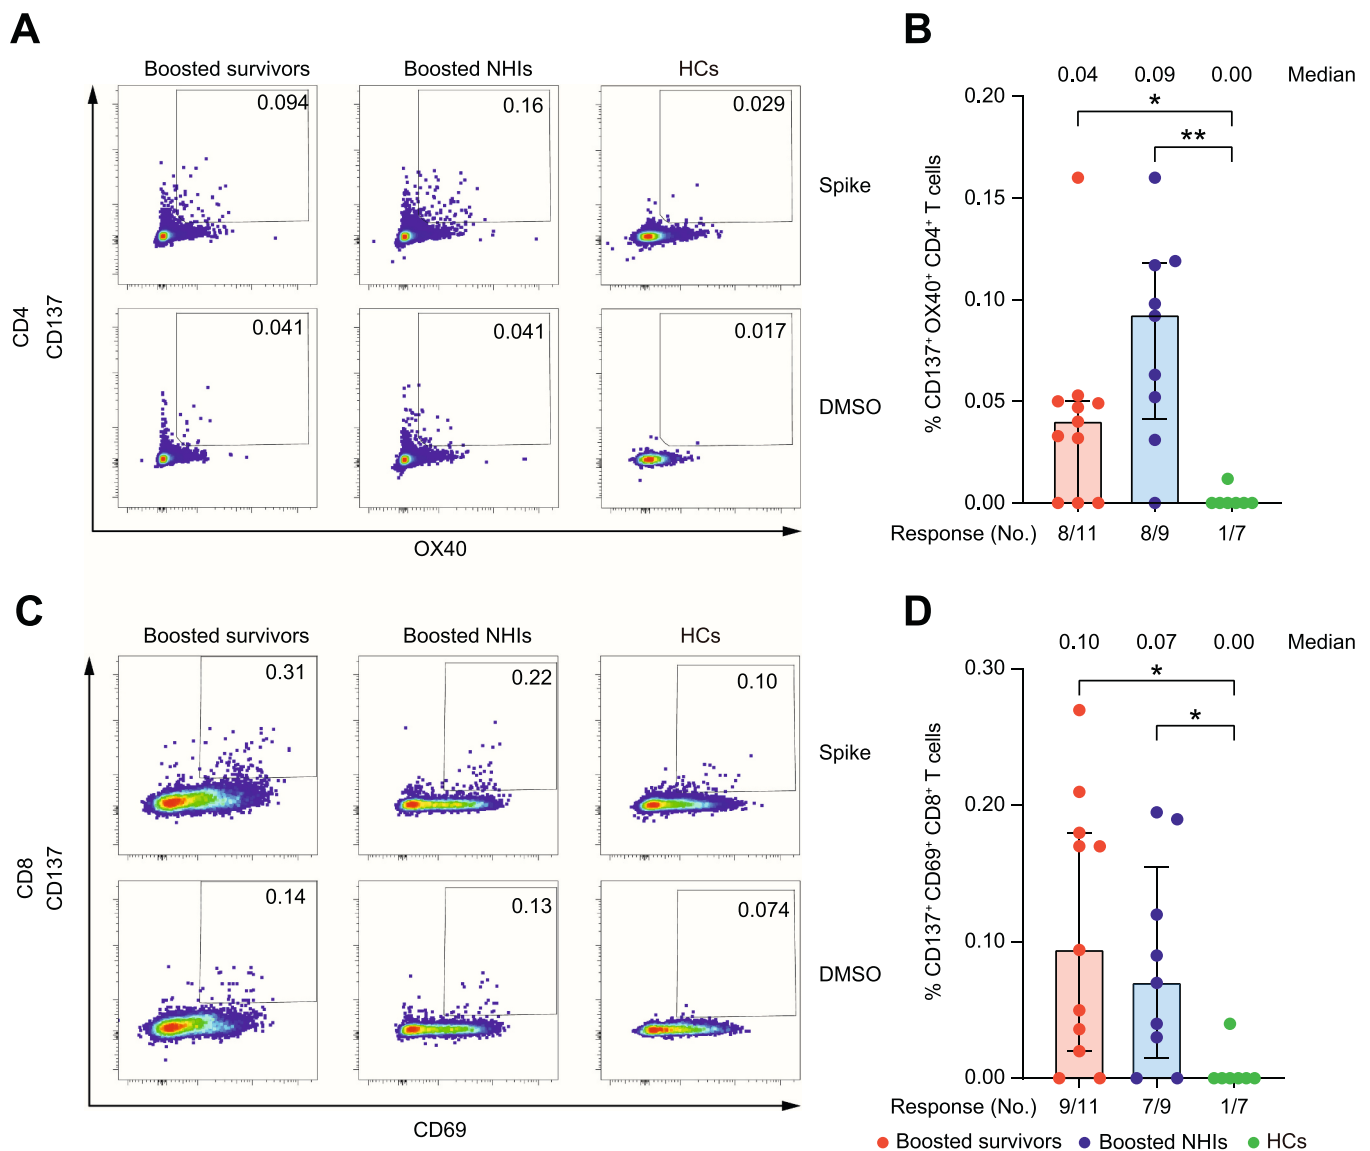 A
Boosted survivors Boosted NHIs HCs
0.094 0.16 0.029
Spike
0.041 0.041 0.017
DMSO
CD4
CD137
OX40
B
0.04 0.09 0.00 Median
* 
**
0.20
0.15
0.10
0.05
0.00
% CD137⁺ OX40⁺ CD4⁺ T cells
Response (No.) 8/11 8/9 1/7
C
Boosted survivors Boosted NHIs HCs
0.31 0.22 0.10
Spike
0.14 0.13 0.074
DMSO
CD8
CD137
CD69
D
0.10 0.07 0.00 Median
*
*
0.30
0.20
0.10
0.00
% CD137⁺ CD69⁺ CD8⁺ T cells
Response (No.) 9/11 7/9 1/7
Boosted survivors Boosted NHIs HCs